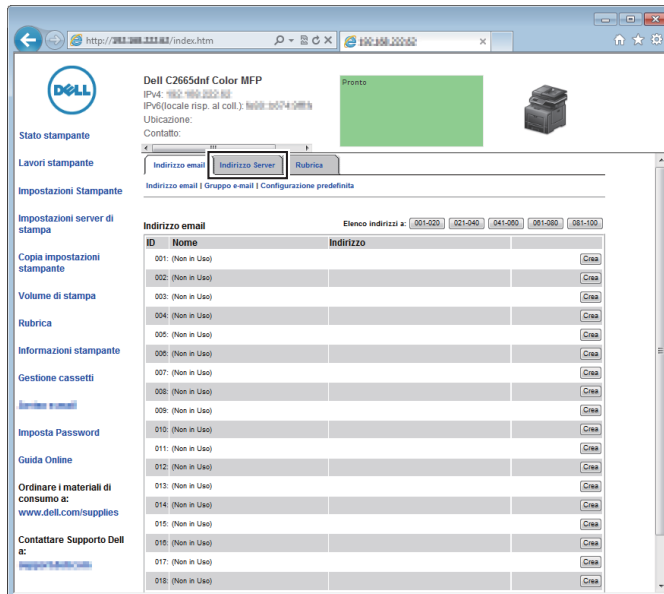 http:// /index.htm
DELL
Dell C2665dnf Color MFP
IPv4:
IPv6(locale risp. al coll.):
Ubicazione:
Contatto:
Pronto
Stato stampante
Lavori stampante
Impostazioni Stampante
Impostazioni server di
stampa
Copia impostazioni
stampante
Volume di stampa
Rubrica
Informazioni stampante
Gestione cassetti
Imposta Password
Guida Online
Ordinare i materiali di
consumo a:
www.dell.com/supplies
Contattare Supporto Dell
a:
Indirizzo email Indirizzo Server Rubrica
Indirizzo email | Gruppo e-mail | Configurazione predefinita
Indirizzo email Elenco indirizzi a: 001-020 021-040 041-060 061-080 081-100
ID Nome Indirizzo
001: (Non in Uso) Crea
002: (Non in Uso) Crea
003: (Non in Uso) Crea
004: (Non in Uso) Crea
005: (Non in Uso) Crea
006: (Non in Uso) Crea
007: (Non in Uso) Crea
008: (Non in Uso) Crea
009: (Non in Uso) Crea
010: (Non in Uso) Crea
011: (Non in Uso) Crea
012: (Non in Uso) Crea
013: (Non in Uso) Crea
014: (Non in Uso) Crea
015: (Non in Uso) Crea
016: (Non in Uso) Crea
017: (Non in Uso) Crea
018: (Non in Uso) Crea